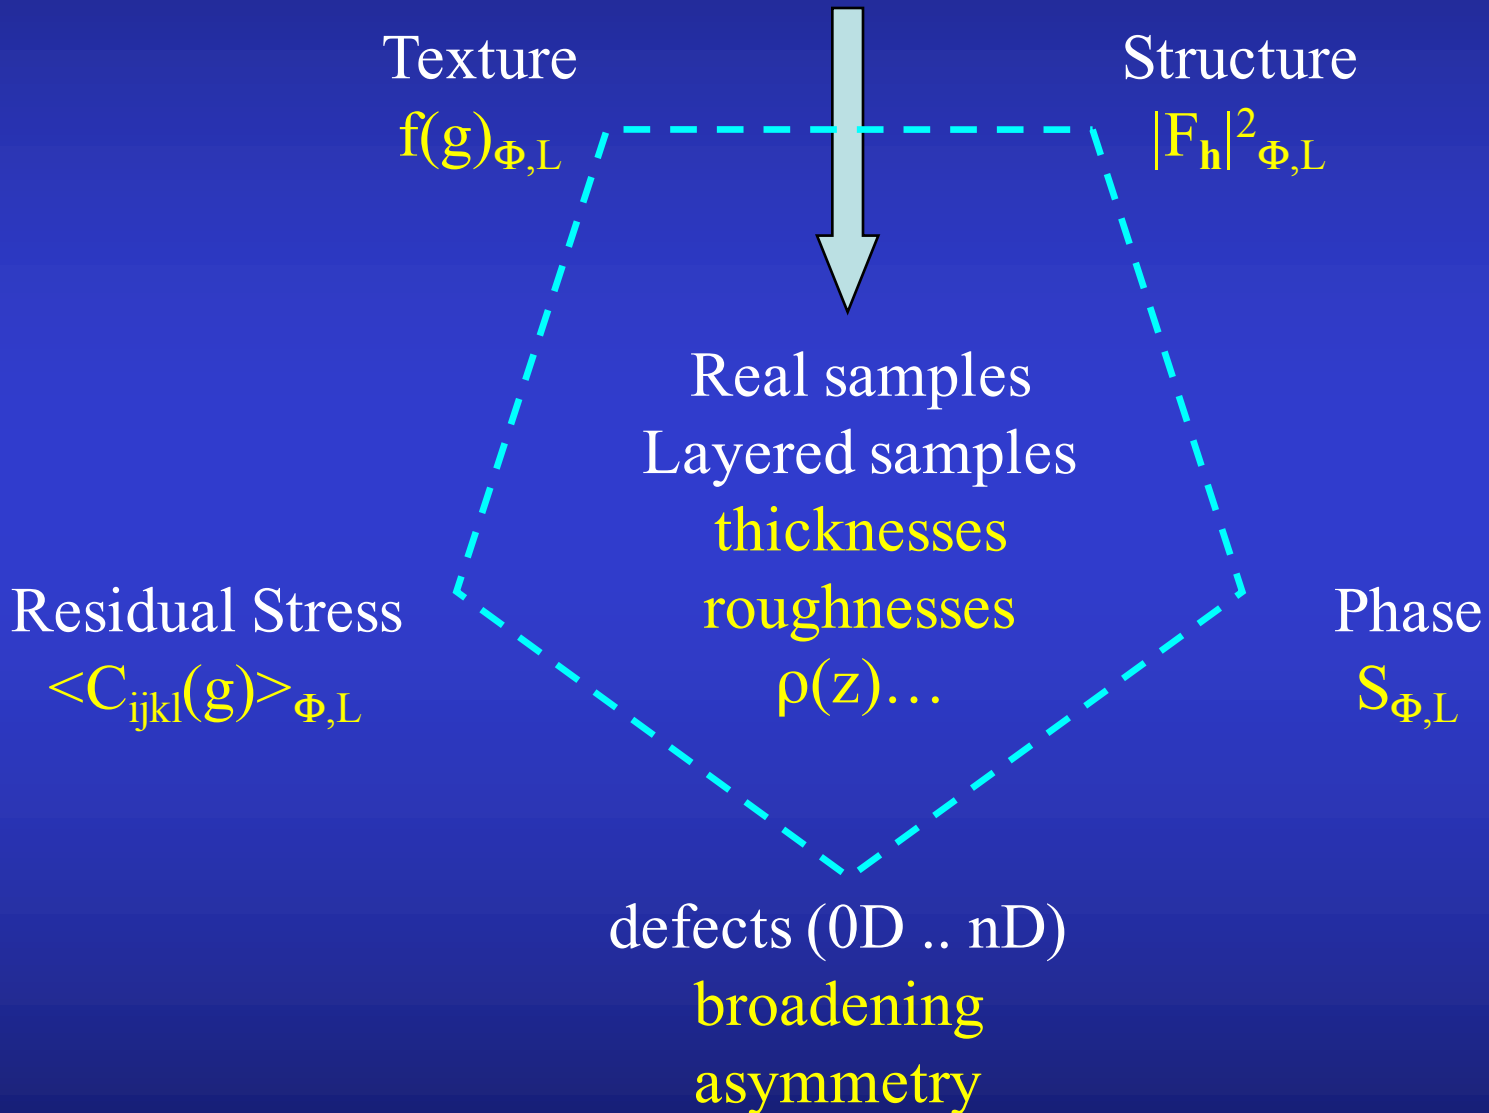 Texture
f(g)Φ,L
Structure
|Fh|²Φ,L
Real samples
Layered samples
thicknesses
roughnesses
ρ(z)…
Residual Stress
<Cijkl(g)>Φ,L
Phase
SΦ,L
defects (0D .. nD)
broadening
asymmetry